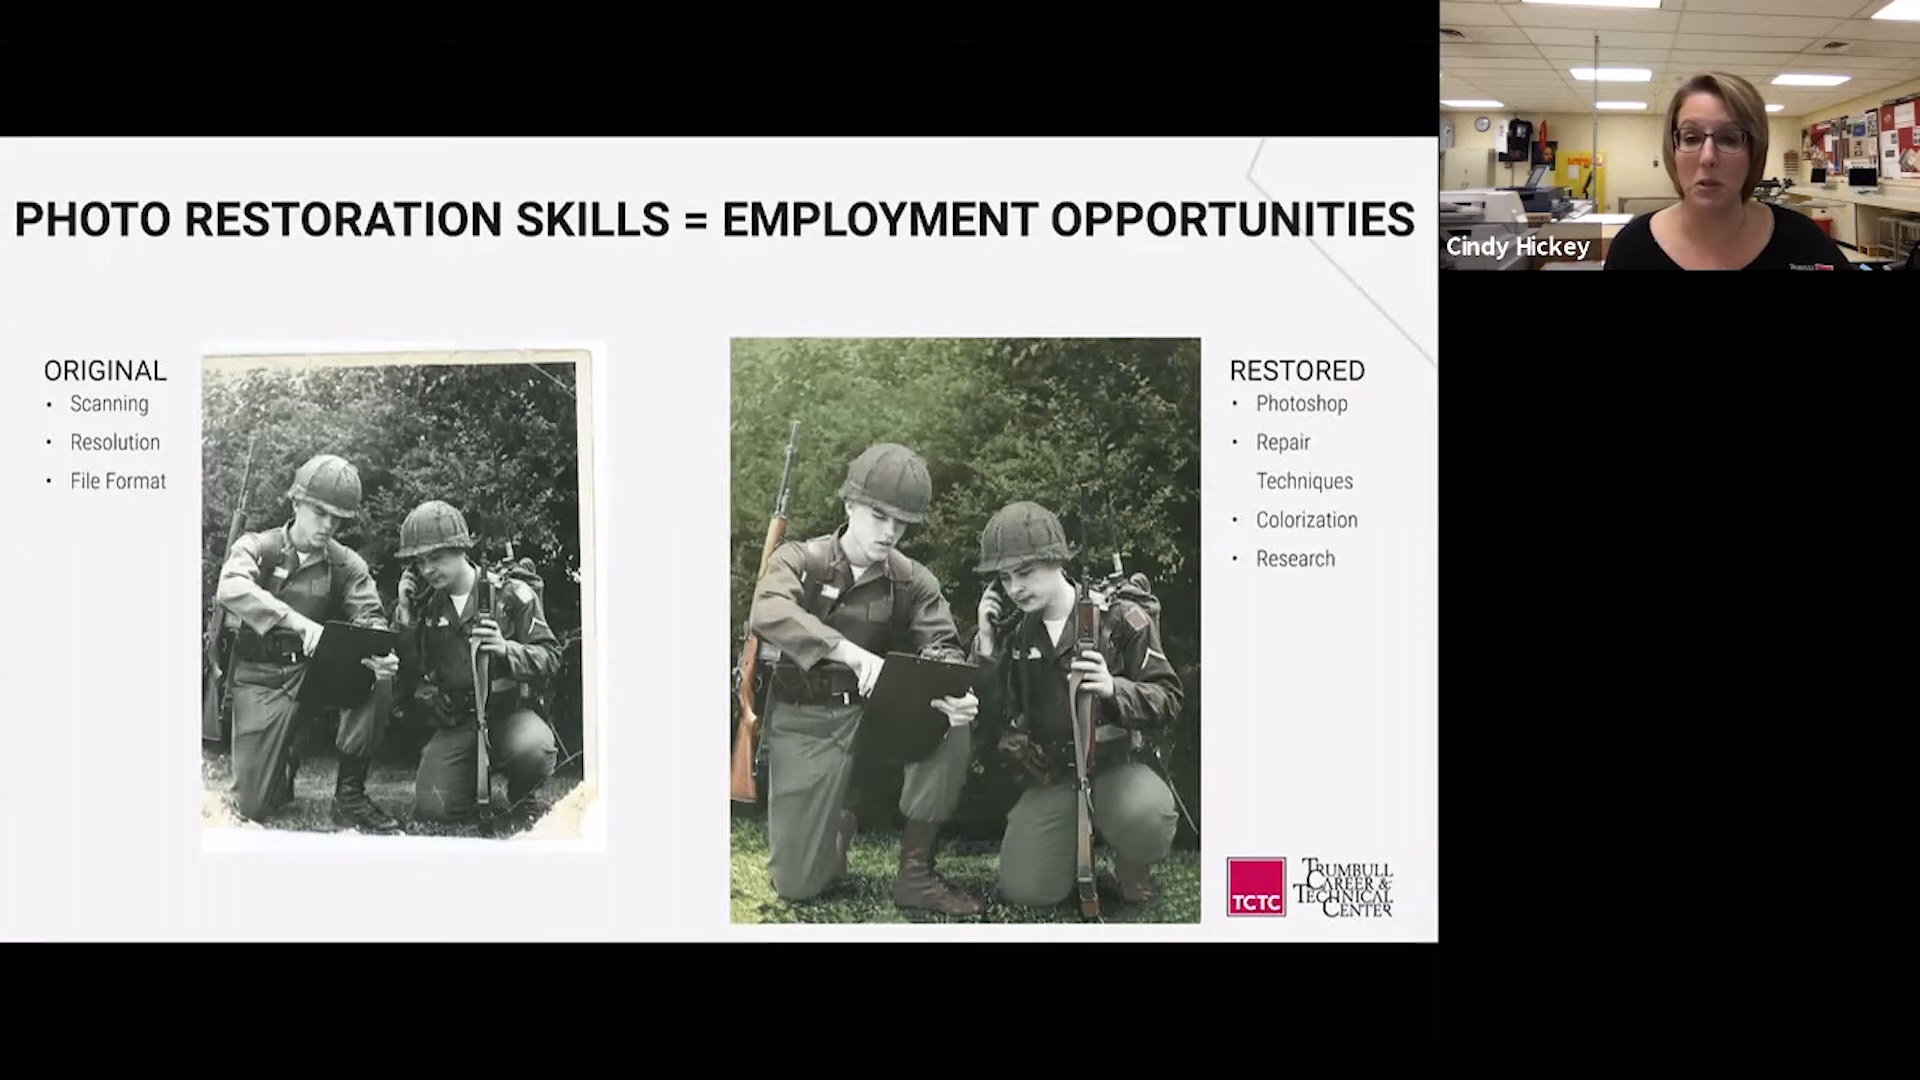 PHOTO RESTORATION SKILLS = EMPLOYMENT OPPORTUNITIES
ORIGINAL
• Scanning
• Resolution
• File Format
RESTORED
• Photoshop
• Repair
Techniques
• Colorization
• Research
TCTC
TRUMBULL
CAREER &
TECHNICAL
CENTER
Cindy Hickey